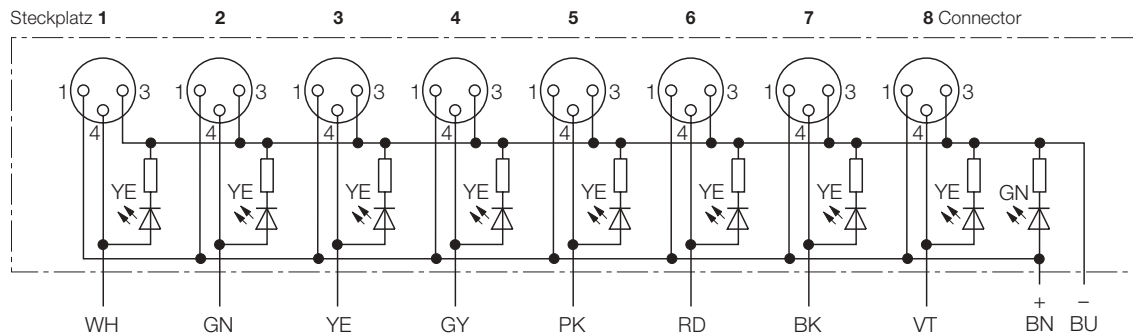 Steckplatz 1 2 3 4 5 6 7 8 Connector
1 3 1 3 1 3 1 3 1 3 1 3 1 3 1 3
4 4 4 4 4 4 4 4
YE YE YE YE YE YE YE YE GN
+ −
WH GN YE GY PK RD BK VT BN BU